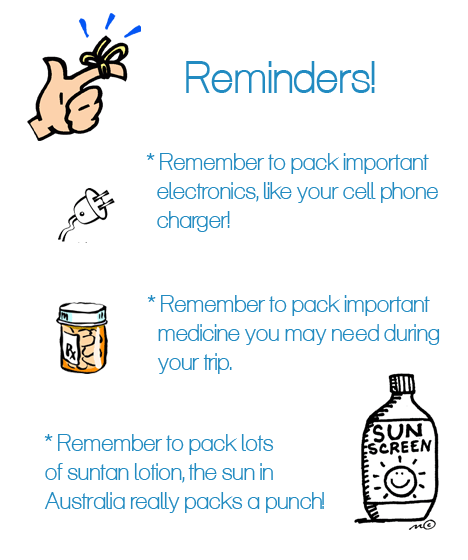 Reminders!
* Remember to pack important
electronics, like your cell phone
charger!
* Remember to pack important
medicine you may need during
your trip.
Rx
* Remember to pack lots
of suntan lotion, the sun in
Australia really packs a punch!
SUN
SCREEN